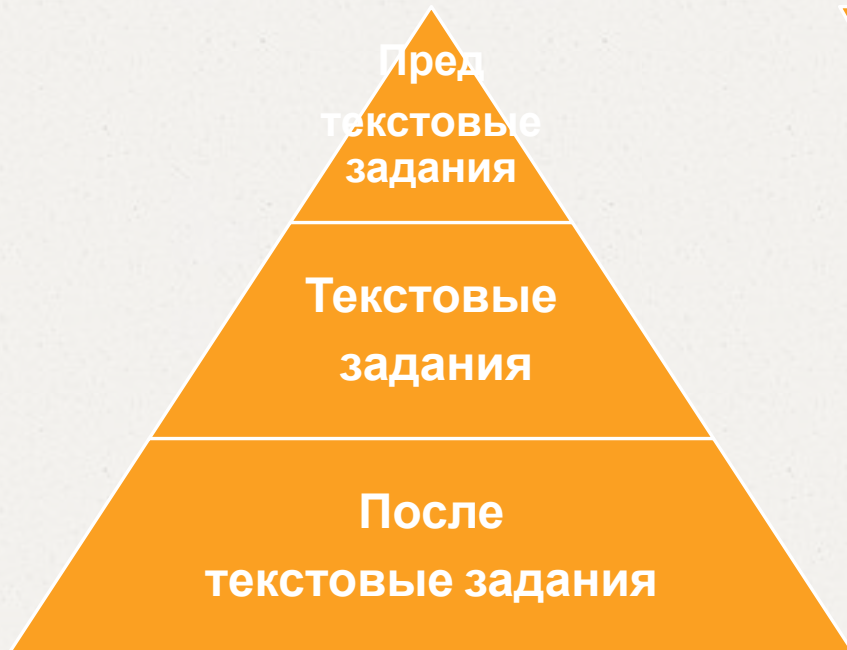 Пред
текстовые
задания
Текстовые
задания
После
текстовые задания